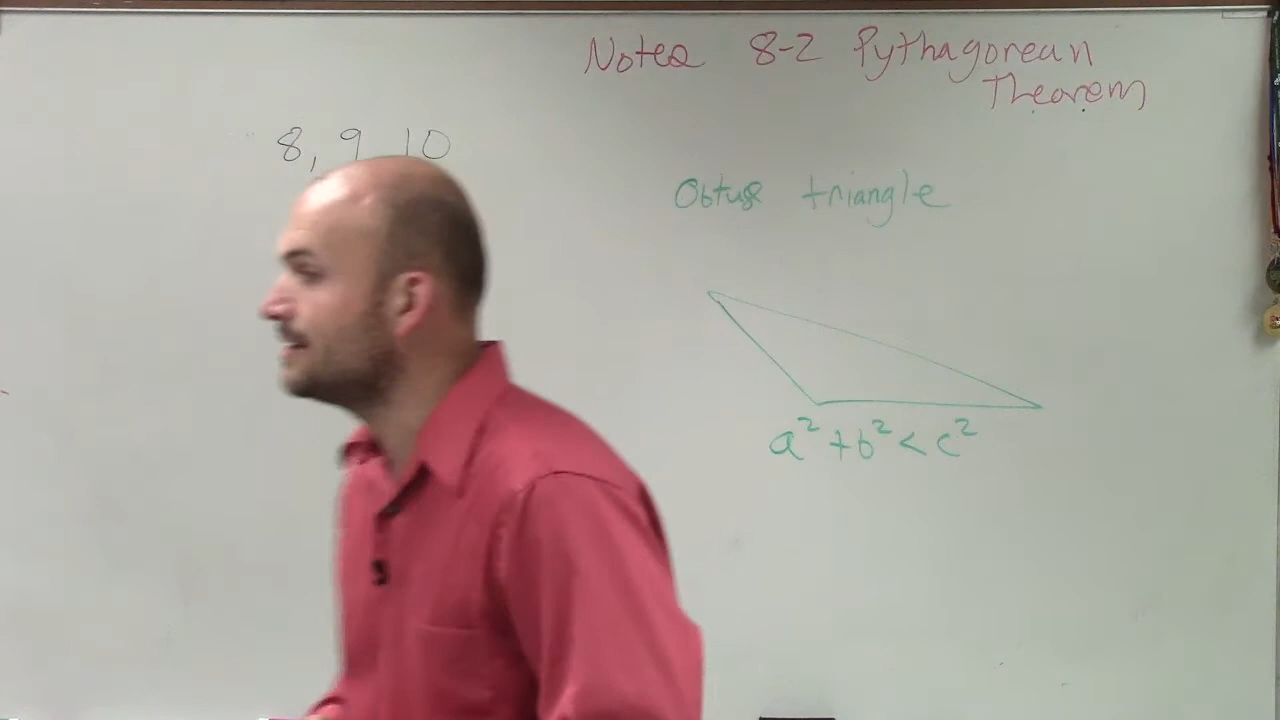 Notes 8-2 Pythagorean
Theorem
8, 9 10
Obtuse triangle
a² + b² < c²